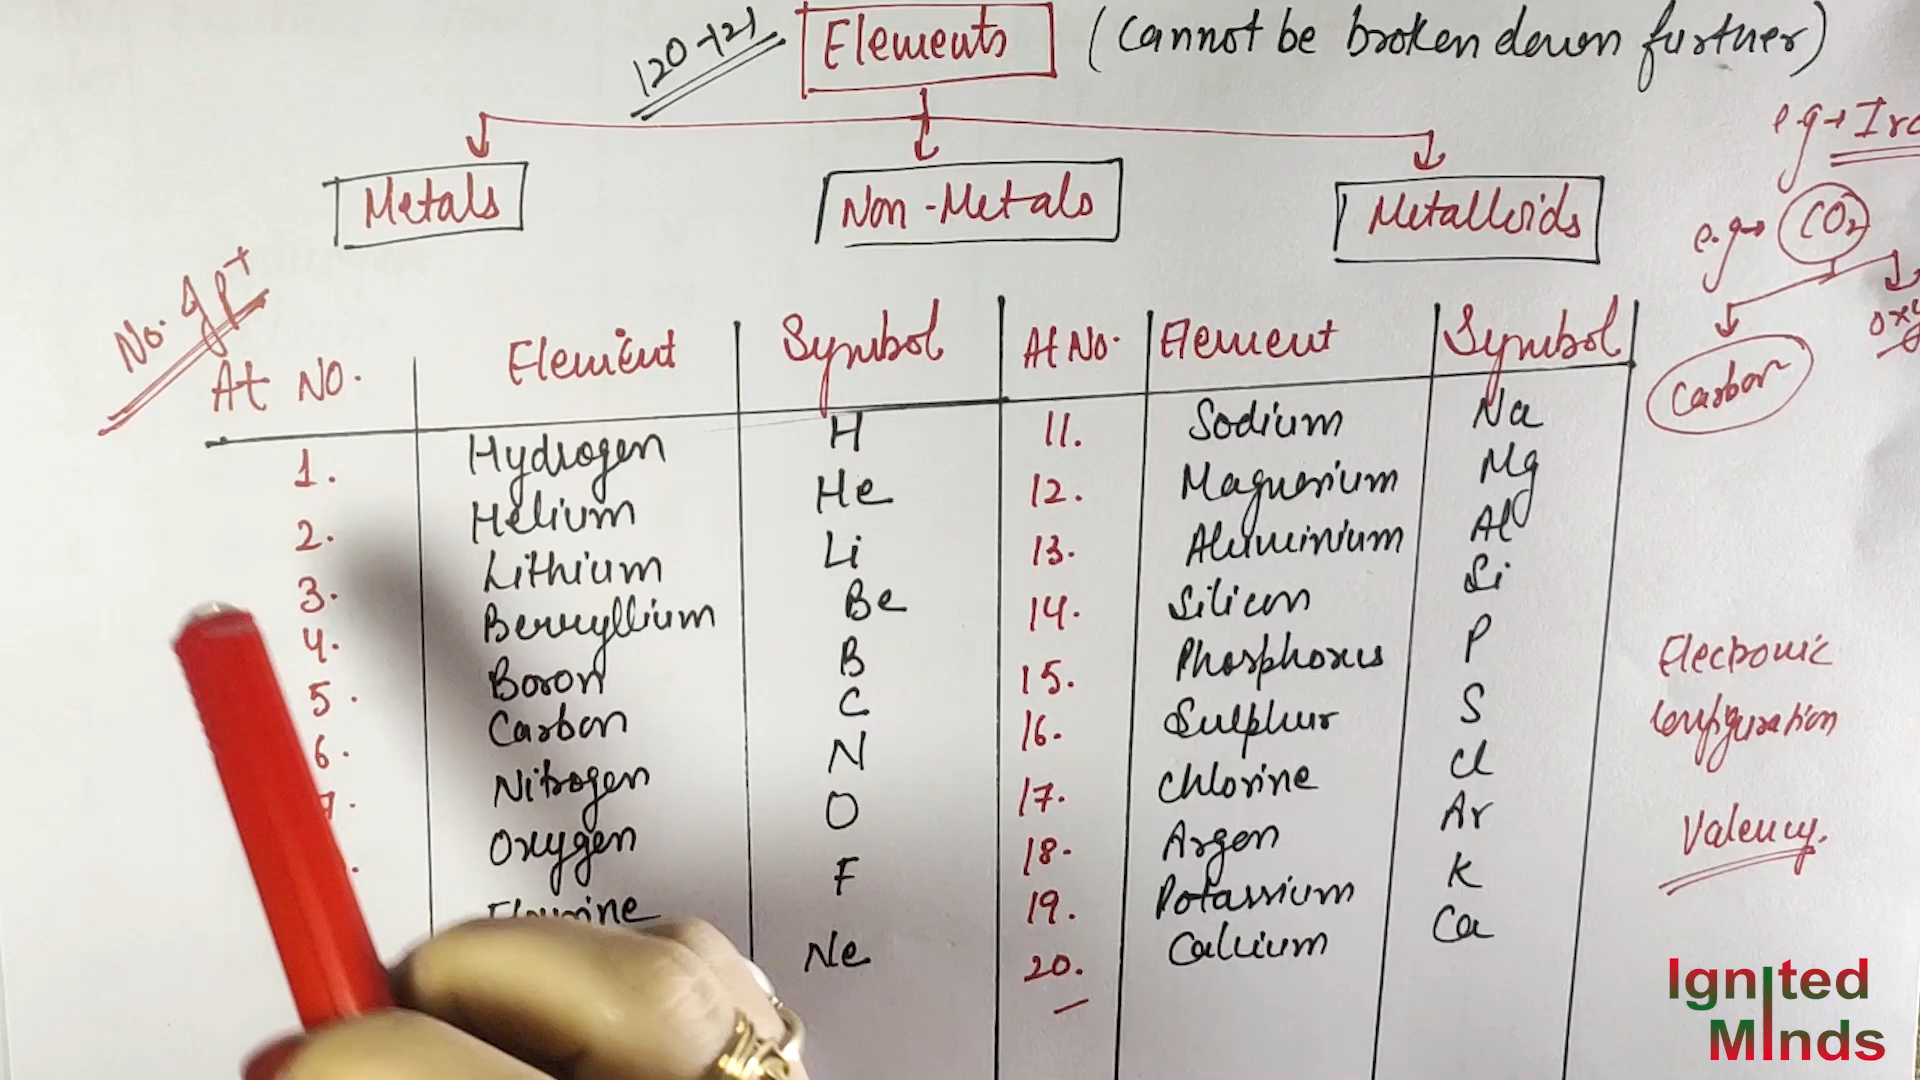 120-121
Elements (Cannot be broken down further)
e.g→
Metals
Non-Metals
Metalloids
e.g→ CO2
Carbon
No. of p+
At NO. Element Symbol At No. Element Symbol
1. Hydrogen H 11. Sodium Na
2. Helium He 12. Magnesium Mg
3. Lithium Li 13. Aluminium Al
4. Berryllium Be 14. Silicon Si
5. Boron B 15. Phosphorus P
6. Carbon C 16. Sulphur S
7. Nitrogen N 17. Chlorine Cl
Oxygen O 18. Argon Ar
F 19. Potassium K
Ne 20. Calcium Ca
Electronic
Configuration
Valency.
Ignited
Minds